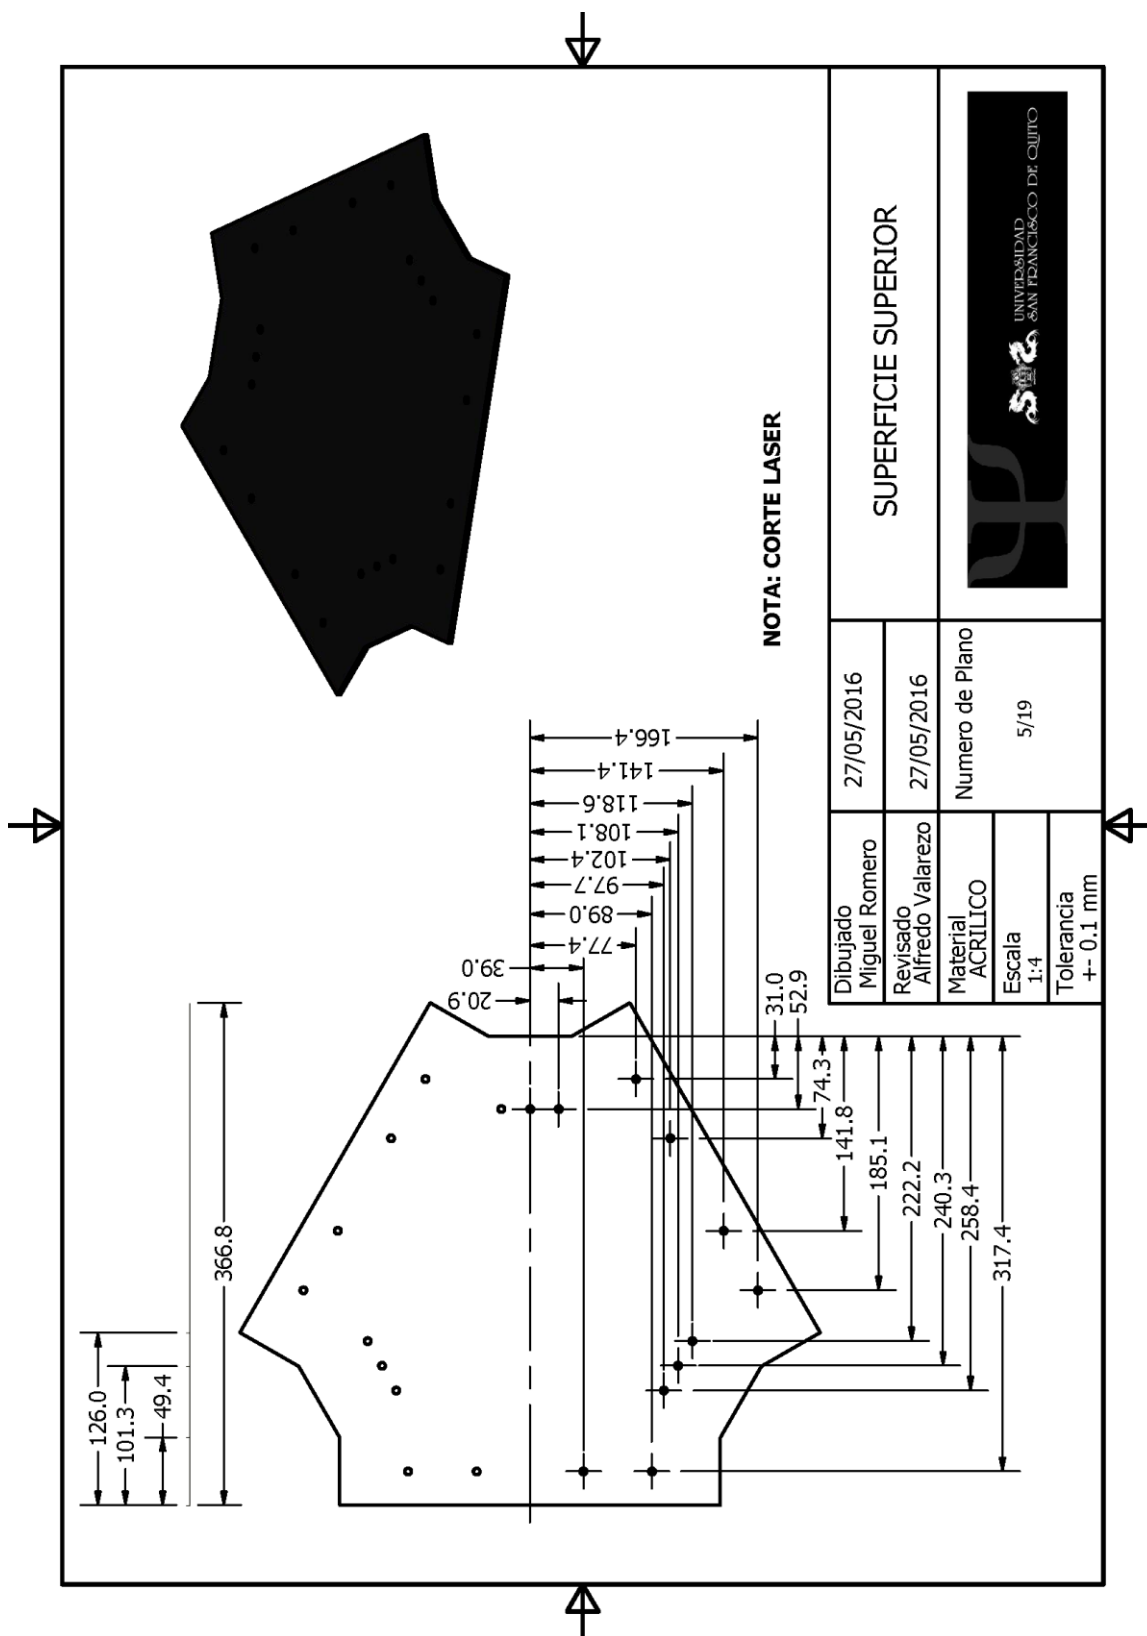 366.8
126.0
101.3
49.4
20.9
39.0
77.4
89.0
97.7
102.4
108.1
118.6
141.4
166.4
31.0
52.9
74.3
141.8
185.1
222.2
240.3
258.4
317.4
NOTA: CORTE LASER
Dibujado
Miguel Romero
27/05/2016
SUPERFICIE SUPERIOR
Revisado
Alfredo Valarezo
27/05/2016
Material
ACRILICO
Numero de Plano
5/19
UNIVERSIDAD
SAN FRANCISCO DE QUITO
Escala
1:4
Tolerancia
+- 0.1 mm